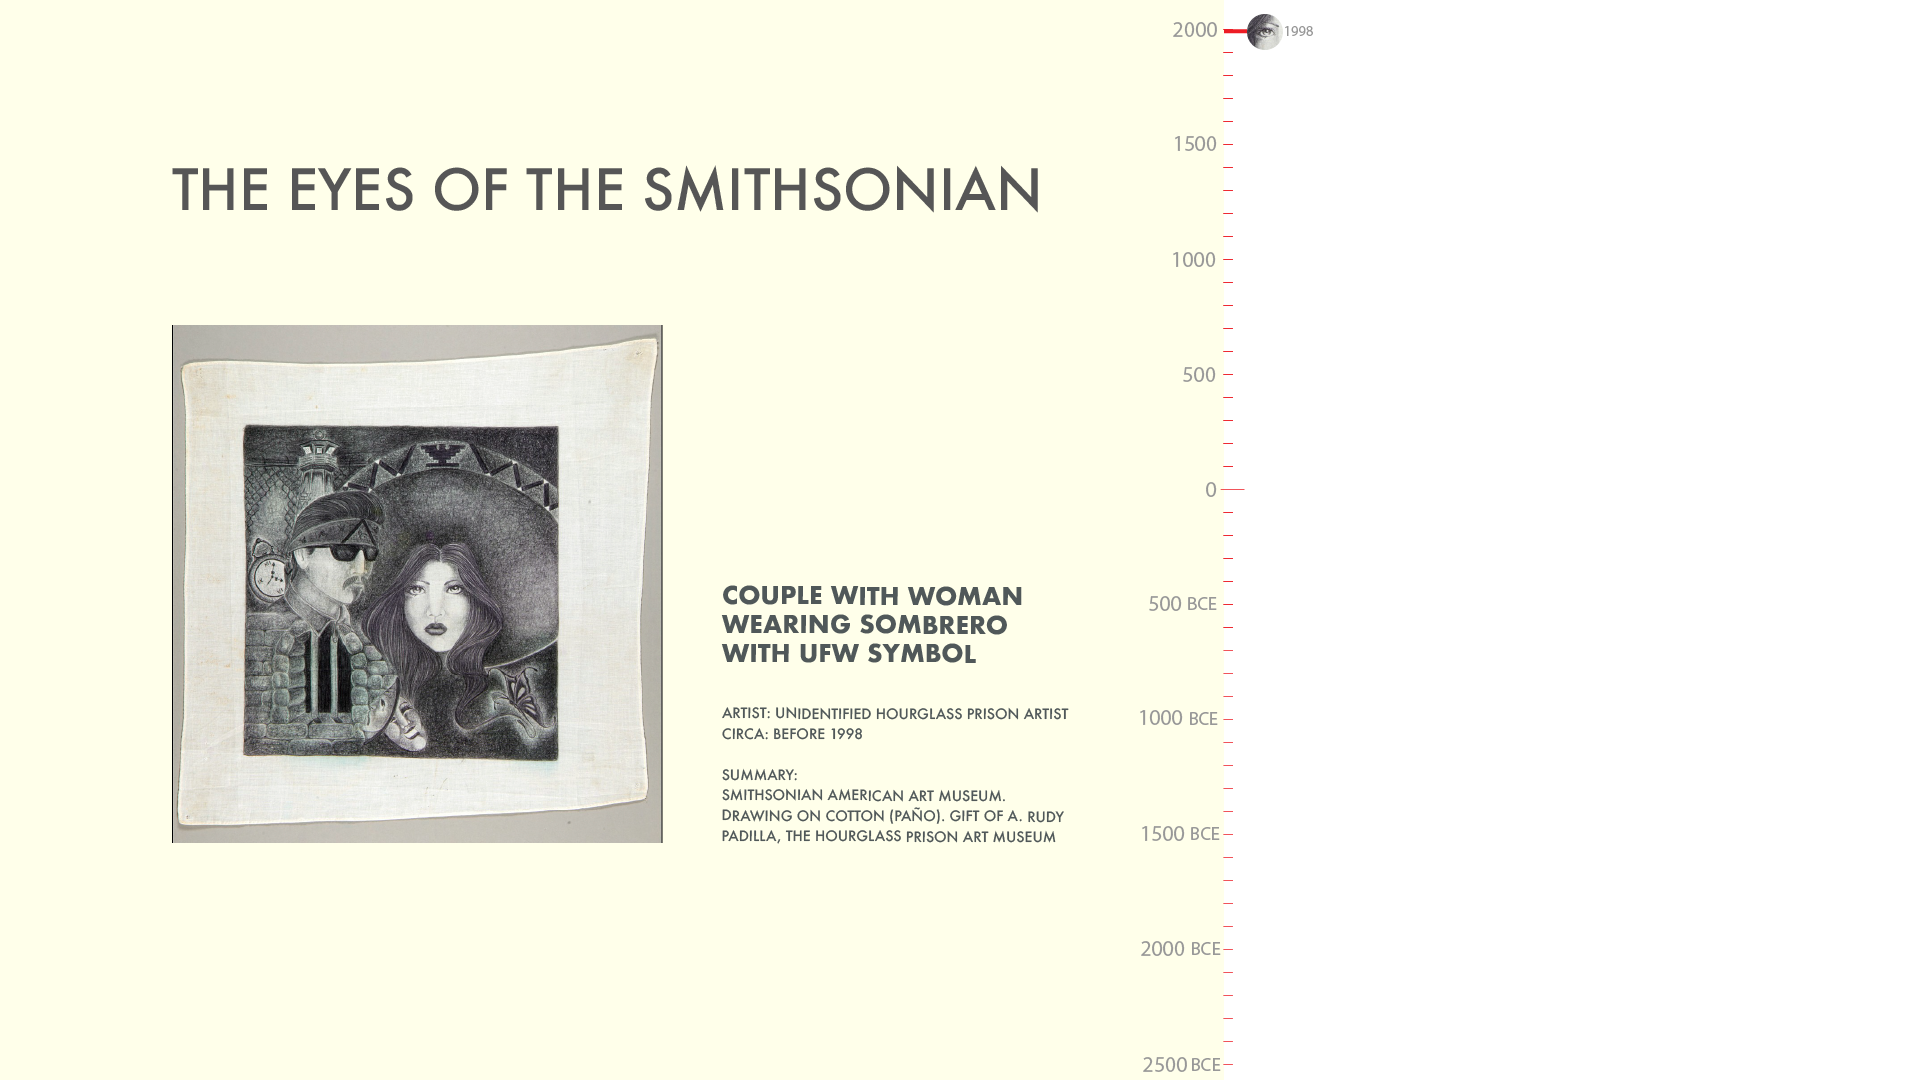 THE EYES OF THE SMITHSONIAN
COUPLE WITH WOMAN
WEARING SOMBRERO
WITH UFW SYMBOL
ARTIST: UNIDENTIFIED HOURGLASS PRISON ARTIST
CIRCA: BEFORE 1998
SUMMARY:
SMITHSONIAN AMERICAN ART MUSEUM.
DRAWING ON COTTON (PAÑO). GIFT OF A. RUDY
PADILLA, THE HOURGLASS PRISON ART MUSEUM
2000
1998
1500
1000
500
0
500 BCE
1000 BCE
1500 BCE
2000 BCE
2500 BCE